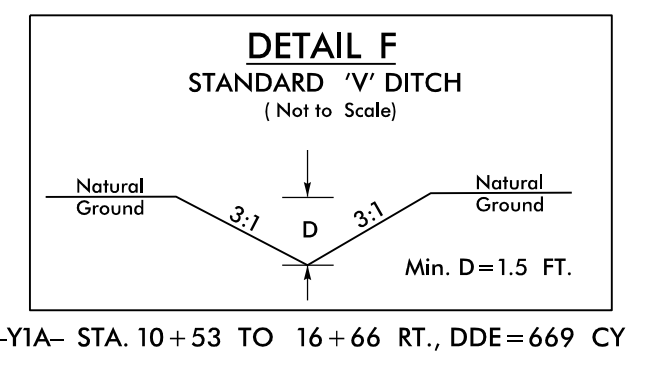 DETAIL F
STANDARD 'V' DITCH
( Not to Scale)
Natural
Ground
3:1
D
3:1
Natural
Ground
Min. D=1.5 FT.
-Y1A- STA. 10+53 TO 16+66 RT., DDE=669 CY